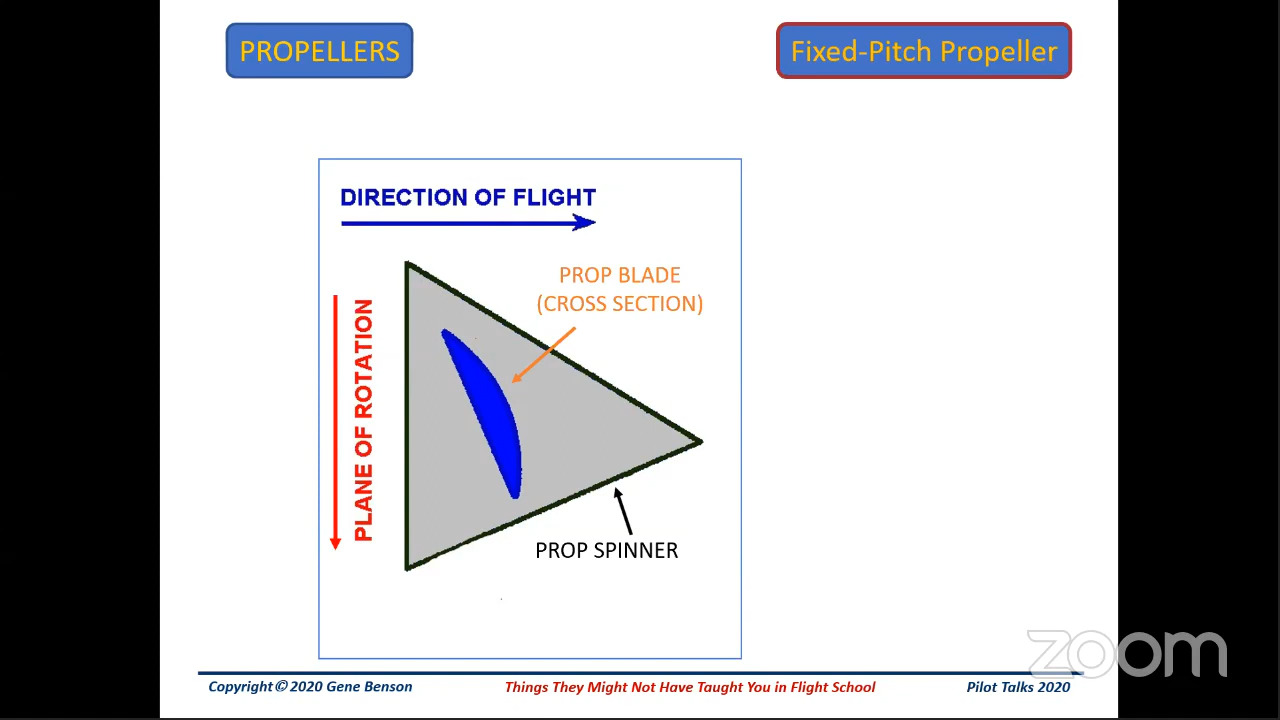 PROPELLERS
Fixed-Pitch Propeller
DIRECTION OF FLIGHT
PROP BLADE
(CROSS SECTION)
PLANE OF ROTATION
PROP SPINNER
zoom
Copyright © 2020 Gene Benson
Things They Might Not Have Taught You in Flight School
Pilot Talks 2020